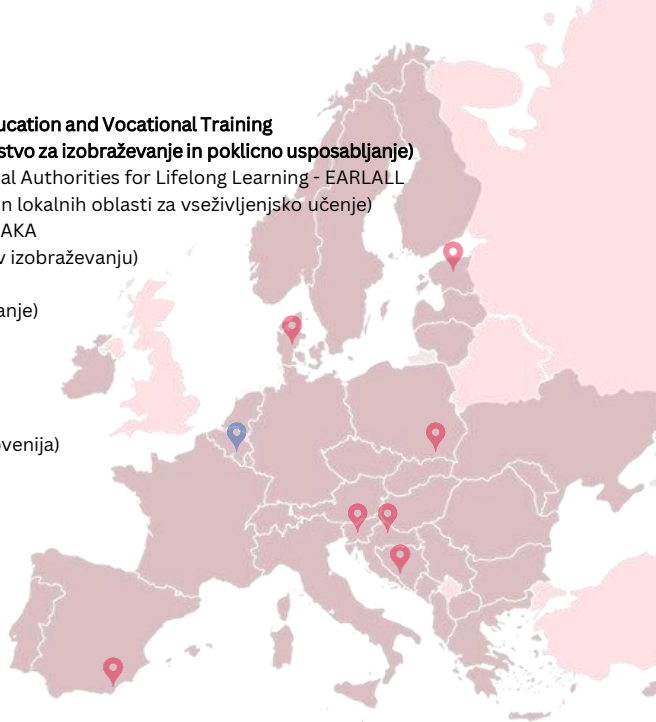 ucation and Vocational Training
stvo za izobraževanje in poklicno usposabljanje)
al Authorities for Lifelong Learning - EARLALL
n lokalnih oblasti za vseživljenjsko učenje)
AKA
v izobraževanju)
anje)
venija)